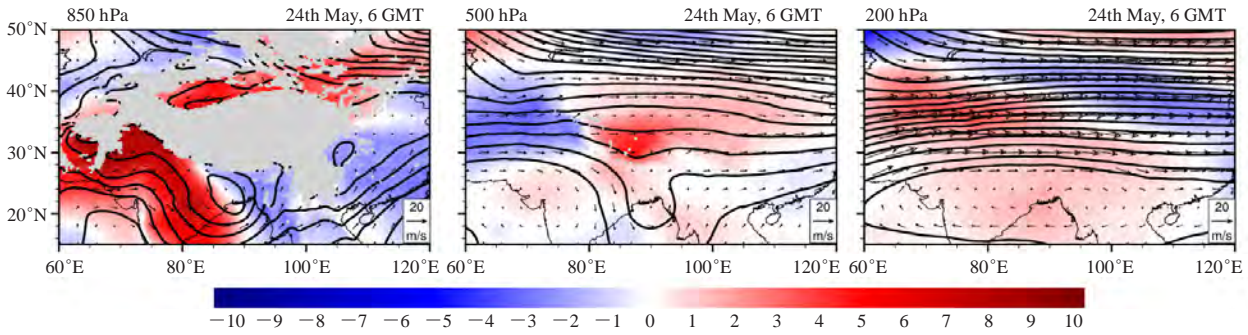 850 hPa 24th May, 6 GMT
500 hPa 24th May, 6 GMT
200 hPa 24th May, 6 GMT
50°N
40°N
30°N
20°N
20
m/s
20
m/s
20
m/s
60°E 80°E 100°E 120°E
60°E 80°E 100°E 120°E
60°E 80°E 100°E 120°E
−10 −9 −8 −7 −6 −5 −4 −3 −2 −1 0 1 2 3 4 5 6 7 8 9 10